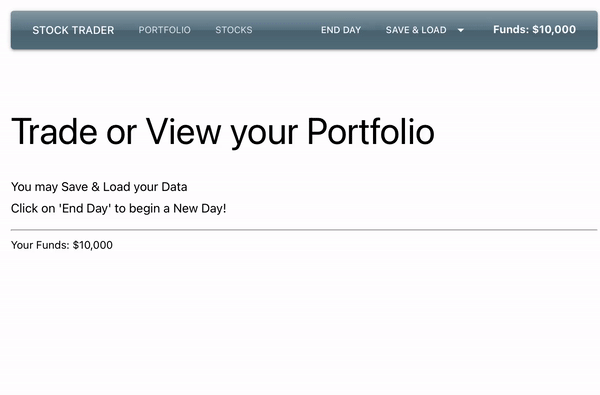 STOCK TRADER PORTFOLIO STOCKS END DAY SAVE & LOAD Funds: $10,000
Trade or View your Portfolio
You may Save & Load your Data
Click on 'End Day' to begin a New Day!
Your Funds: $10,000